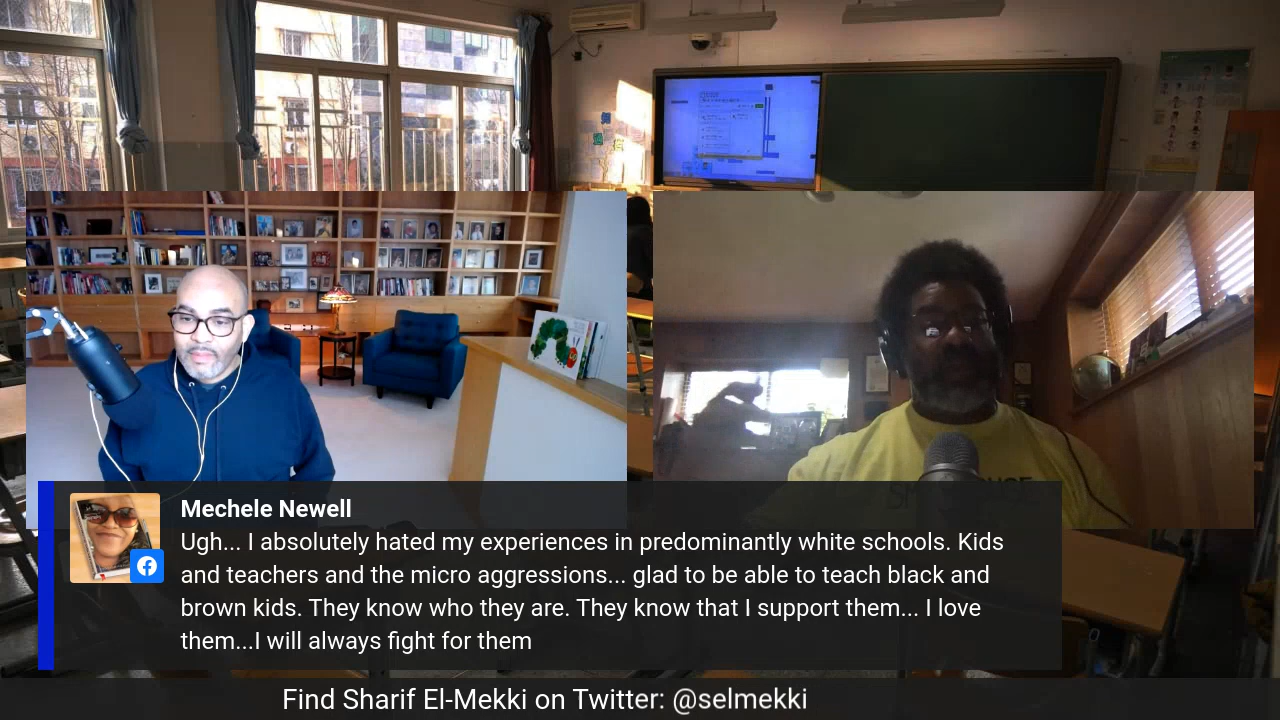 Mechele Newell
Ugh... I absolutely hated my experiences in predominantly white schools. Kids
and teachers and the micro aggressions... glad to be able to teach black and
brown kids. They know who they are. They know that I support them... I love
them...I will always fight for them
Find Sharif El-Mekki on Twitter: @selmekki